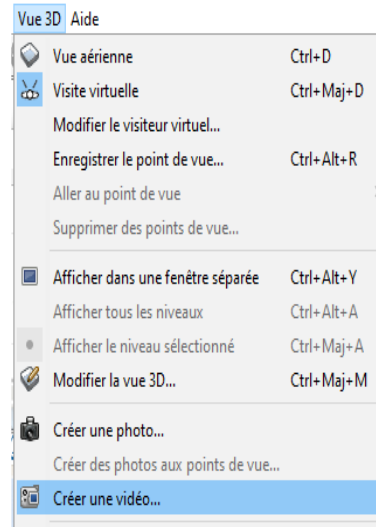 Vue 3D Aide
Vue aérienne Ctrl+D
Visite virtuelle Ctrl+Maj+D
Modifier le visiteur virtuel...
Enregistrer le point de vue... Ctrl+Alt+R
Aller au point de vue
Supprimer des points de vue...
Afficher dans une fenêtre séparée Ctrl+Alt+Y
Afficher tous les niveaux Ctrl+Alt+A
Afficher le niveau sélectionné Ctrl+Maj+A
Modifier la vue 3D... Ctrl+Maj+M
Créer une photo...
Créer des photos aux points de vue...
Créer une vidéo...